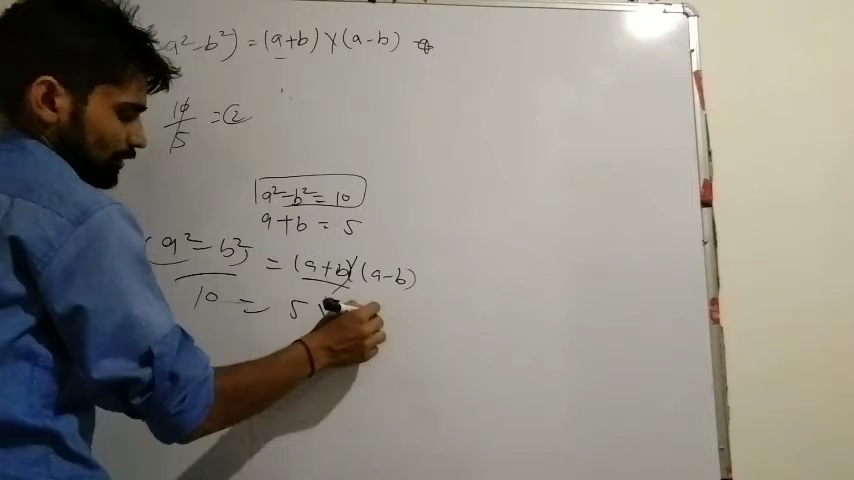 a²-b²) = (a+b) × (a-b)
10/5 = 2
a²-b² = 10
a+b = 5
(a²-b²) = (a+b)×(a-b)
10 = 5